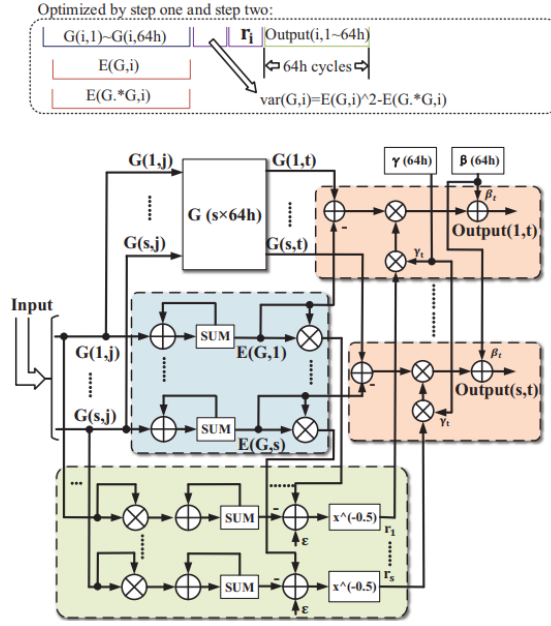 Optimized by step one and step two:
G(i,1)~G(i,64h) rᵢ Output(i,1~64h)
E(G,i) 64h cycles
E(G.*G,i) var(G,i)=E(G,i)^2-E(G.*G,i)
G(1,j) G(1,t) γ (64h) β (64h)
G (s×64h) - βₜ
Output(1,t)
G(s,j) G(s,t) γₜ
Input
G(1,j) SUM
E(G,1) - βₜ
G(s,j) Output(s,t)
SUM γₜ
E(G,s)
... ......
SUM - x^(-0.5)
ε r₁
SUM - x^(-0.5)
ε rₛ